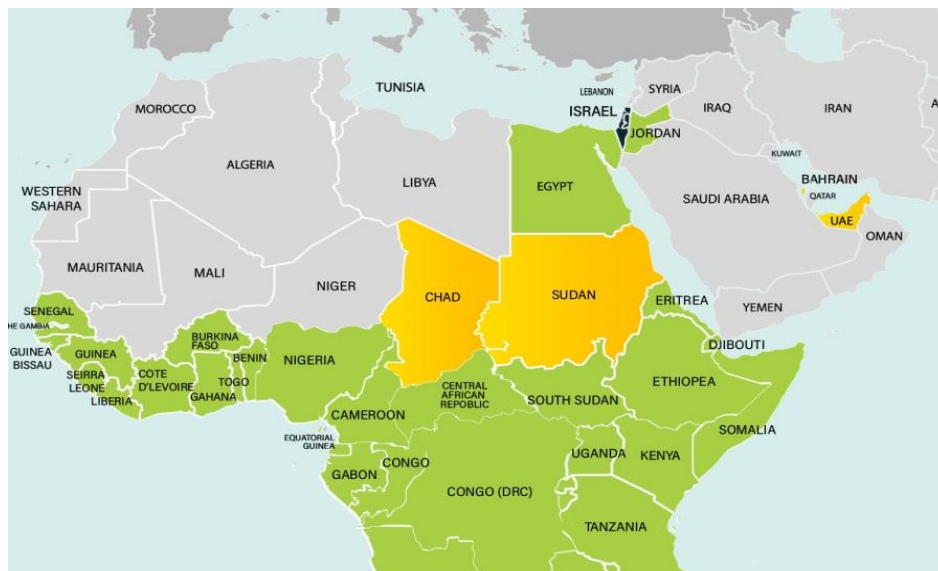 TUNISIA
MOROCCO
ALGERIA
LIBYA
WESTERN
SAHARA
MAURITANIA
MALI
NIGER
CHAD
SUDAN
EGYPT
LEBANON
ISRAEL
SYRIA
JORDAN
IRAQ
IRAN
KUWAIT
BAHRAIN
QATAR
UAE
SAUDI ARABIA
OMAN
YEMEN
ERITREA
DJIBOUTI
ETHIOPEA
SOMALIA
SENEGAL
HE GAMBIA
GUINEA
BISSAU
GUINEA
SEIRRA
LEONE
LIBERIA
COTE
D'LEVOIRE
BURKINA
FASO
GAHANA
TOGO
BENIN
NIGERIA
CAMEROON
CENTRAL
AFRICAN
REPOBLIC
SOUTH SUDAN
EQUATORIAL
GUINEA
GABON
CONGO
CONGO (DRC)
UGANDA
KENYA
TANZANIA
A